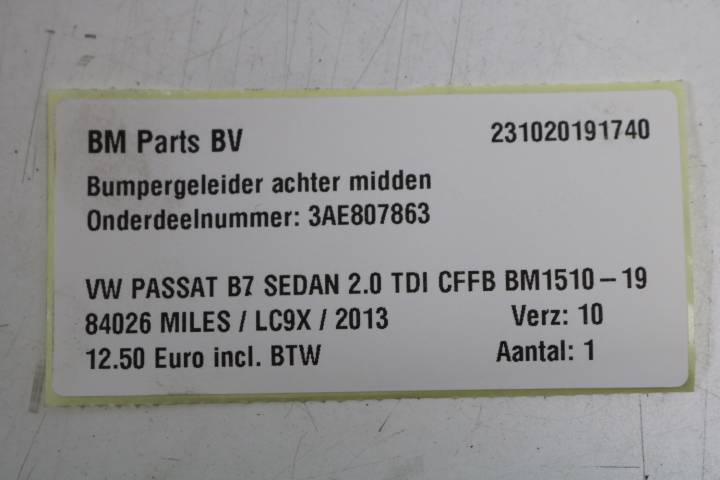 BM Parts BV 231020191740
Bumpergeleider achter midden
Onderdeelnummer: 3AE807863
VW PASSAT B7 SEDAN 2.0 TDI CFFB BM1510-19
84026 MILES / LC9X / 2013 Verz: 10
12.50 Euro incl. BTW Aantal: 1